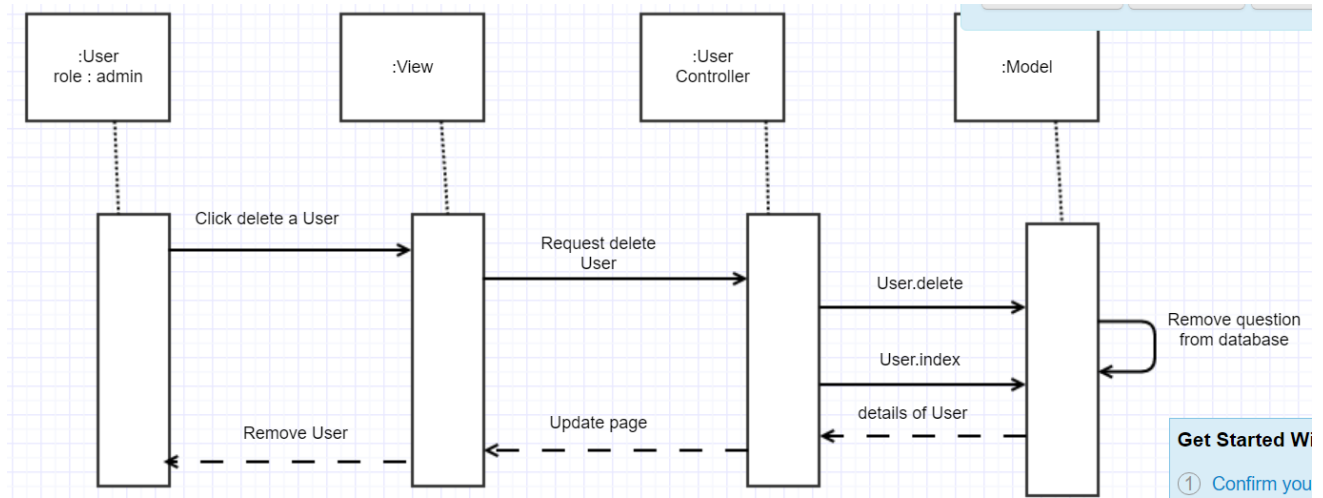 :User
role : admin
:View
:User
Controller
:Model
Click delete a User
Request delete
User
User.delete
Remove question
from database
User.index
details of User
Update page
Remove User
Get Started Wi
1 Confirm you